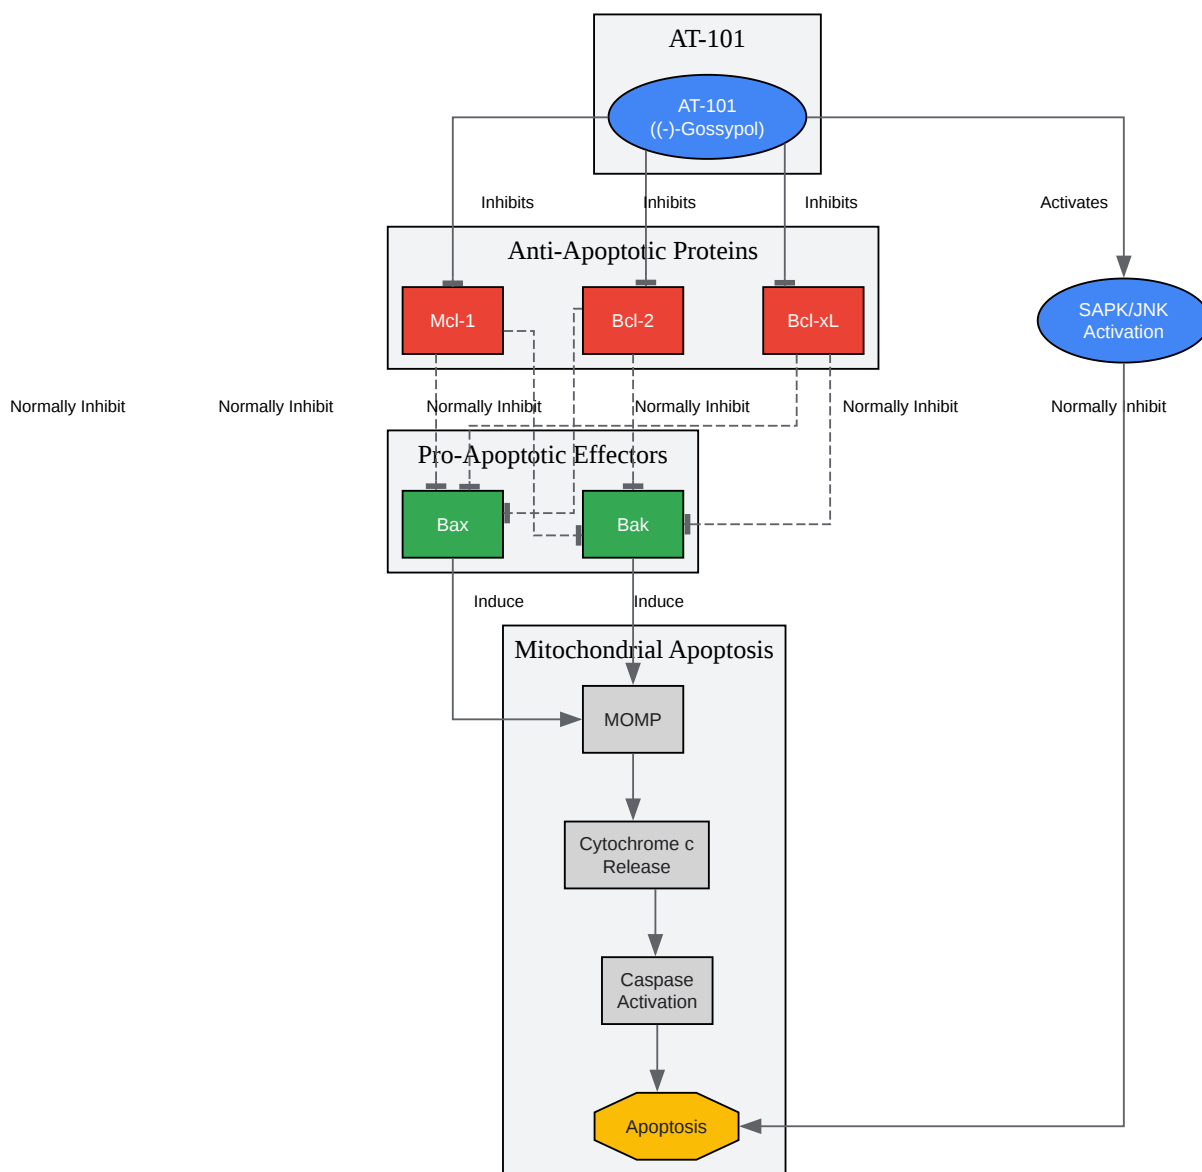 AT-101
AT-101
((-)-Gossypol)
Inhibits
Inhibits
Inhibits
Activates
Anti-Apoptotic Proteins
Mcl-1
Bcl-2
Bcl-xL
SAPK/JNK
Activation
Normally Inhibit
Normally Inhibit
Normally Inhibit
Normally Inhibit
Normally Inhibit
Normally Inhibit
Pro-Apoptotic Effectors
Bax
Bak
Induce
Induce
Mitochondrial Apoptosis
MOMP
Cytochrome c
Release
Caspase
Activation
Apoptosis